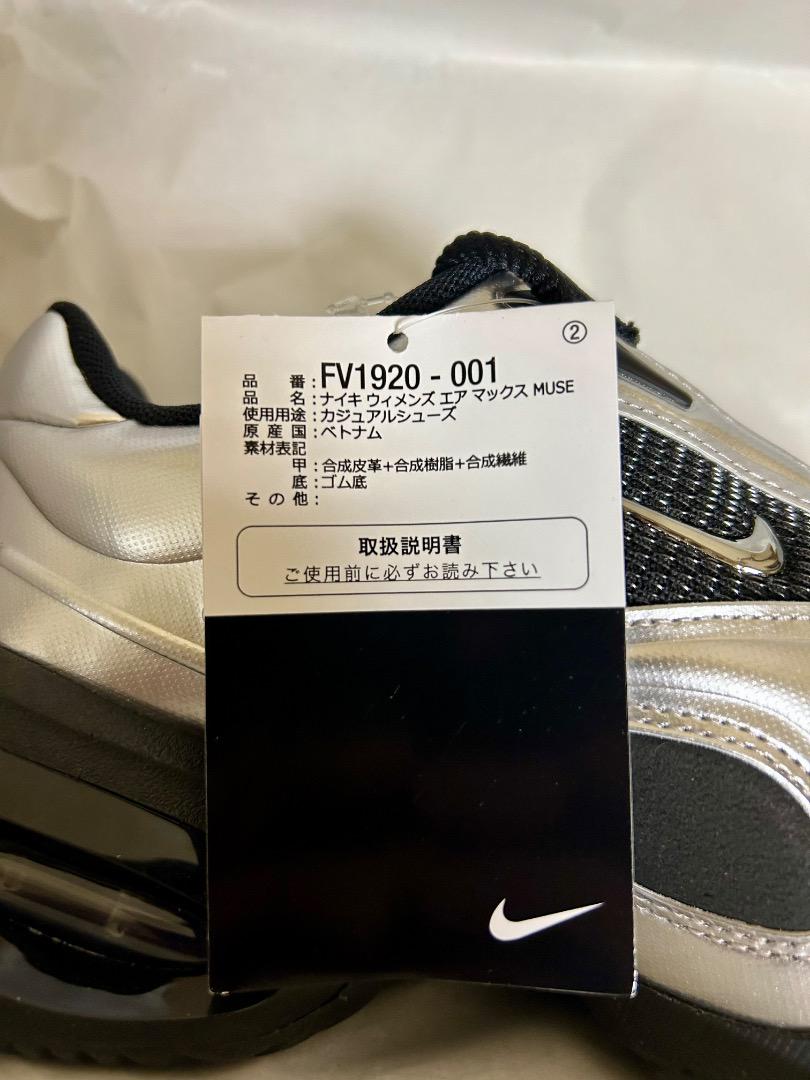 ②
品番：FV1920 - 001
品名：ナイキ ウィメンズ エア マックス MUSE
使用用途：カジュアルシューズ
原産国：ベトナム
素材表記
甲：合成皮革+合成樹脂+合成繊維
底：ゴム底
その他：
取扱説明書
ご使用前に必ずお読み下さい